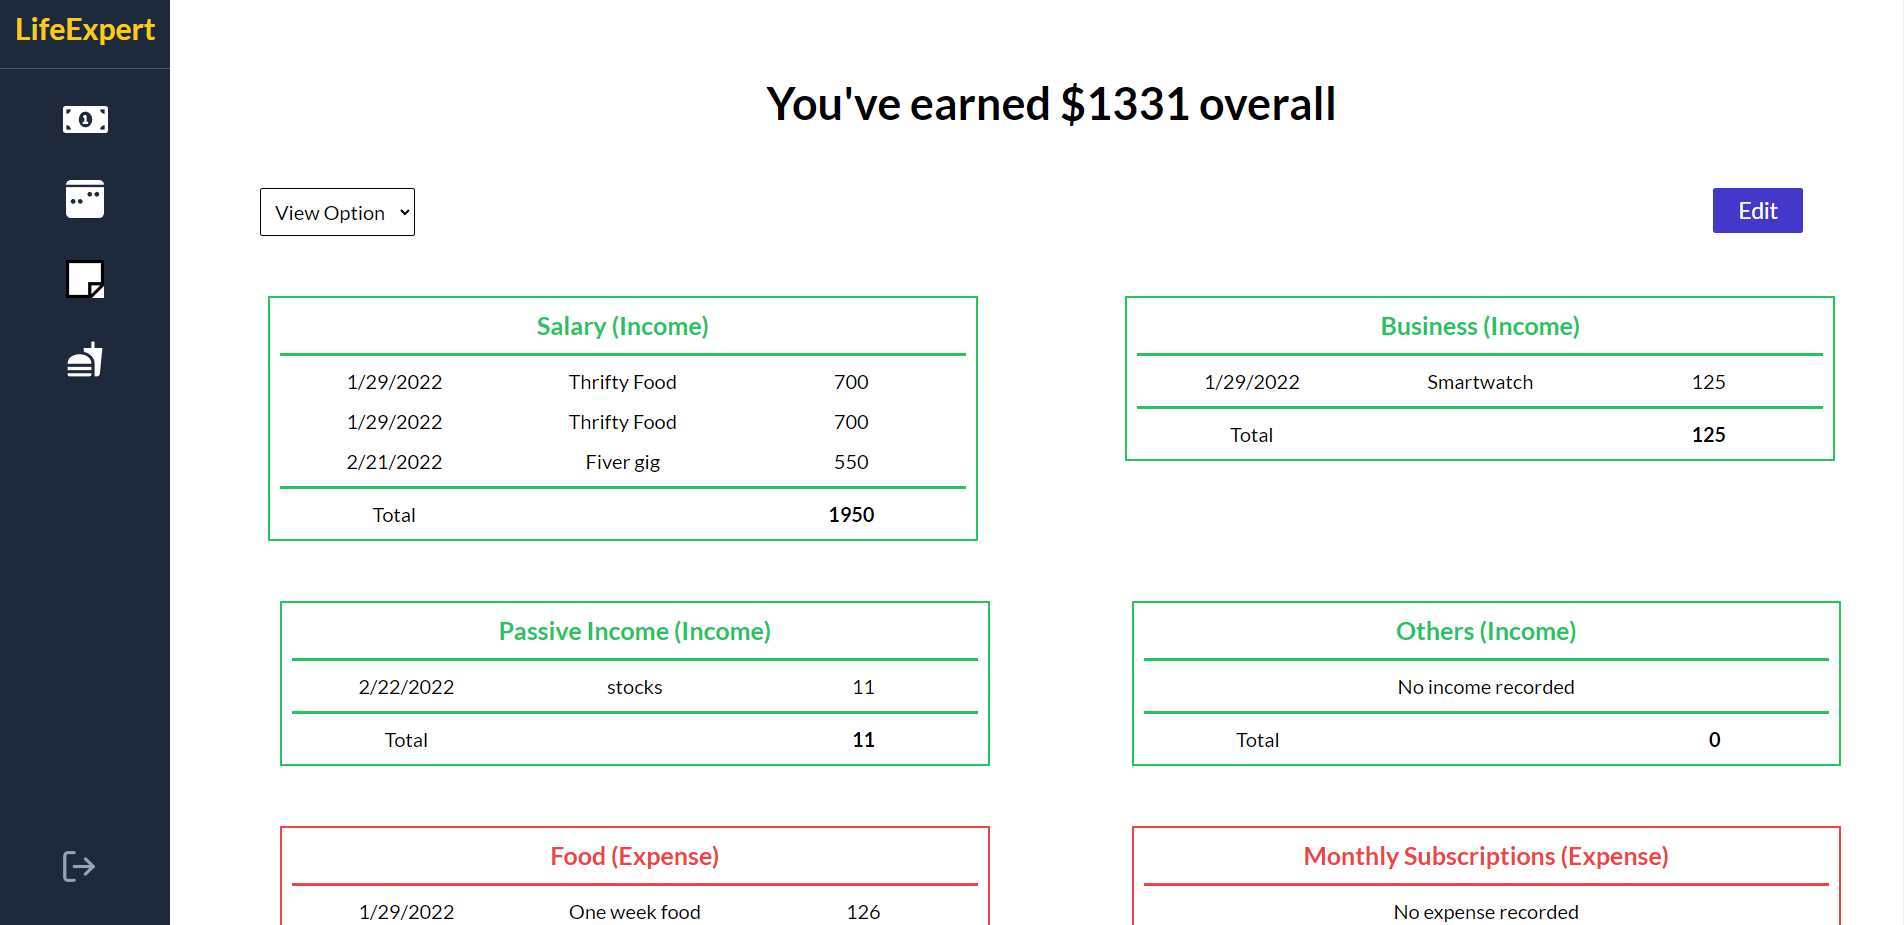 LifeExpert
1
You've earned $1331 overall
View Option
Edit
Salary (Income)
1/29/2022 Thrifty Food 700
1/29/2022 Thrifty Food 700
2/21/2022 Fiver gig 550
Total 1950
Business (Income)
1/29/2022 Smartwatch 125
Total 125
Passive Income (Income)
2/22/2022 stocks 11
Total 11
Others (Income)
No income recorded
Total 0
Food (Expense)
1/29/2022 One week food 126
Monthly Subscriptions (Expense)
No expense recorded